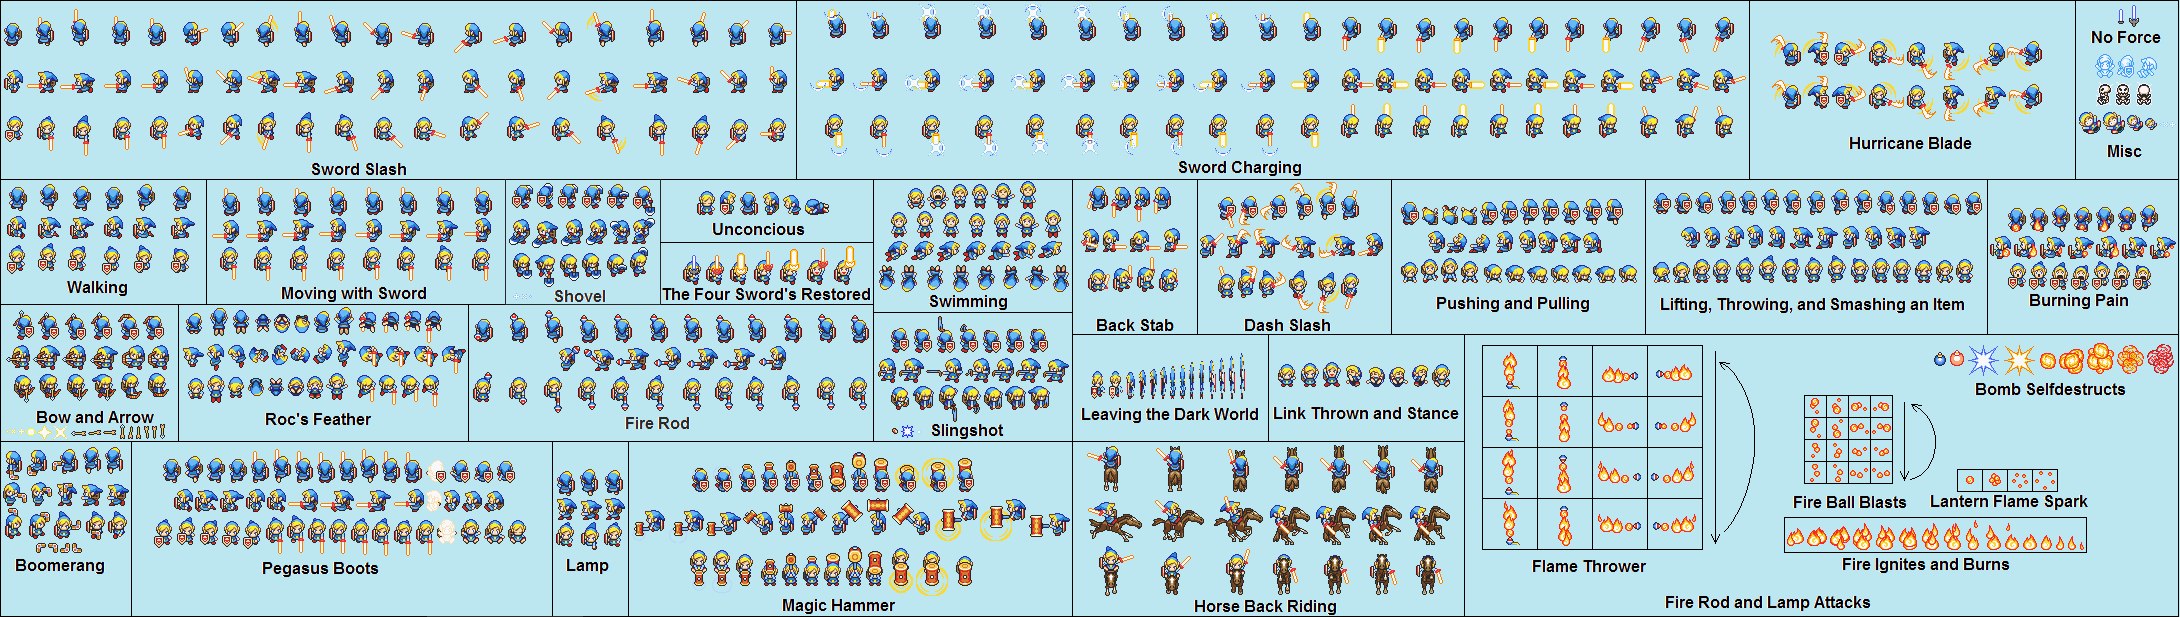 No Force
Hurricane Blade
Misc
Sword Slash
Sword Charging
Unconcious
Walking
Moving with Sword
Shovel
The Four Sword's Restored
Swimming
Back Stab
Dash Slash
Pushing and Pulling
Lifting, Throwing, and Smashing an Item
Burning Pain
Bow and Arrow
Roc's Feather
Fire Rod
Slingshot
Leaving the Dark World
Link Thrown and Stance
Bomb Selfdestructs
Fire Ball Blasts
Lantern Flame Spark
Boomerang
Pegasus Boots
Lamp
Magic Hammer
Horse Back Riding
Flame Thrower
Fire Ignites and Burns
Fire Rod and Lamp Attacks